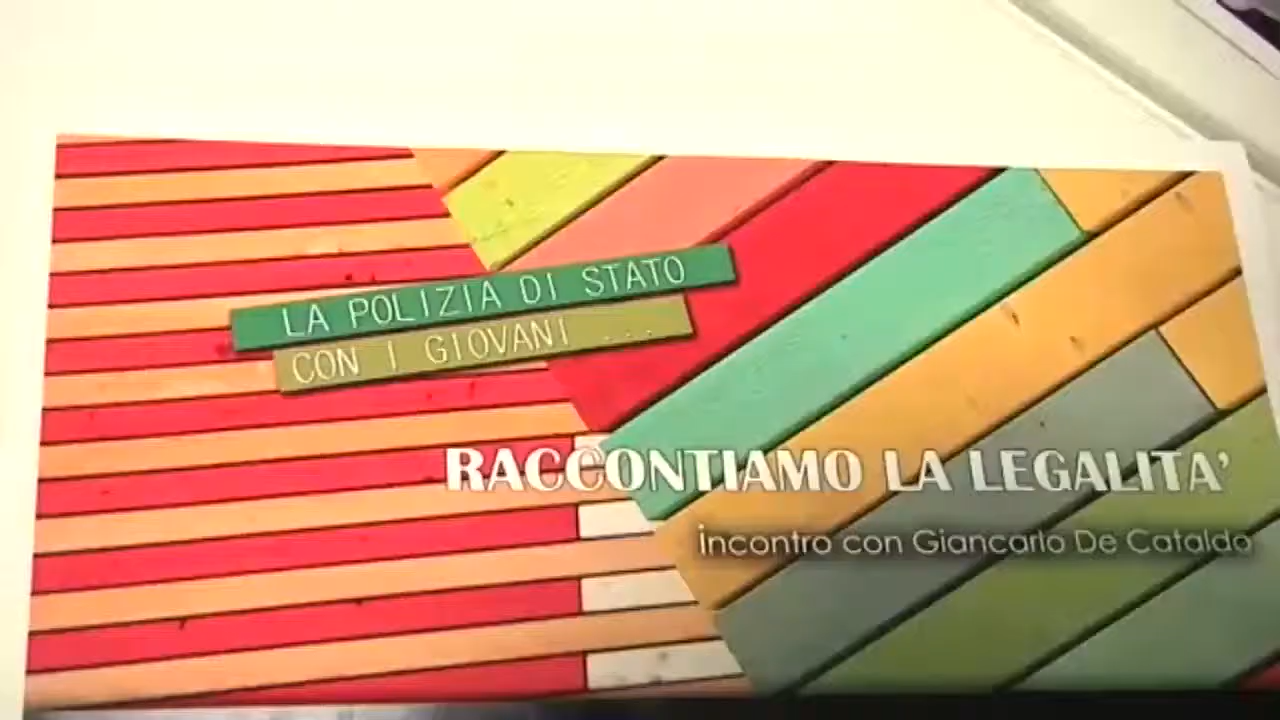 LA POLIZIA DI STATO
CON I GIOVANI ...
RACCONTIAMO LA LEGALITA'
incontro con Giancarlo De Cataldo